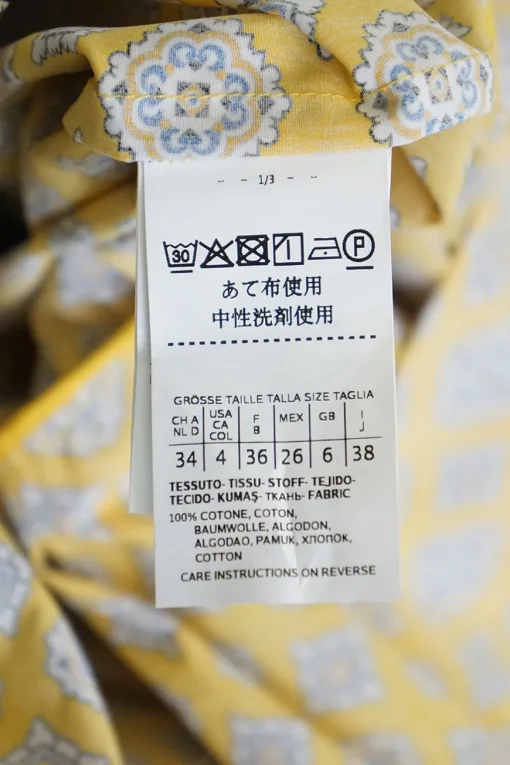 - - 1/3 - -
30 P
あて布使用
中性洗剤使用
GRÖSSE TAILLE TALLA SIZE TAGLIA
CH A NL D USA CA COL F B MEX GB I J
34 4 36 26 6 38
TESSUTO- TISSU- STOFF- TEJIDO-
TECIDO- KUMAŞ- ТКАНЬ- FABRIC
100% COTONE, COTON,
BAUMWOLLE, ALGODON,
ALGODAO, PAMUK, ХЛОПОК,
COTTON
CARE INSTRUCTIONS ON REVERSE